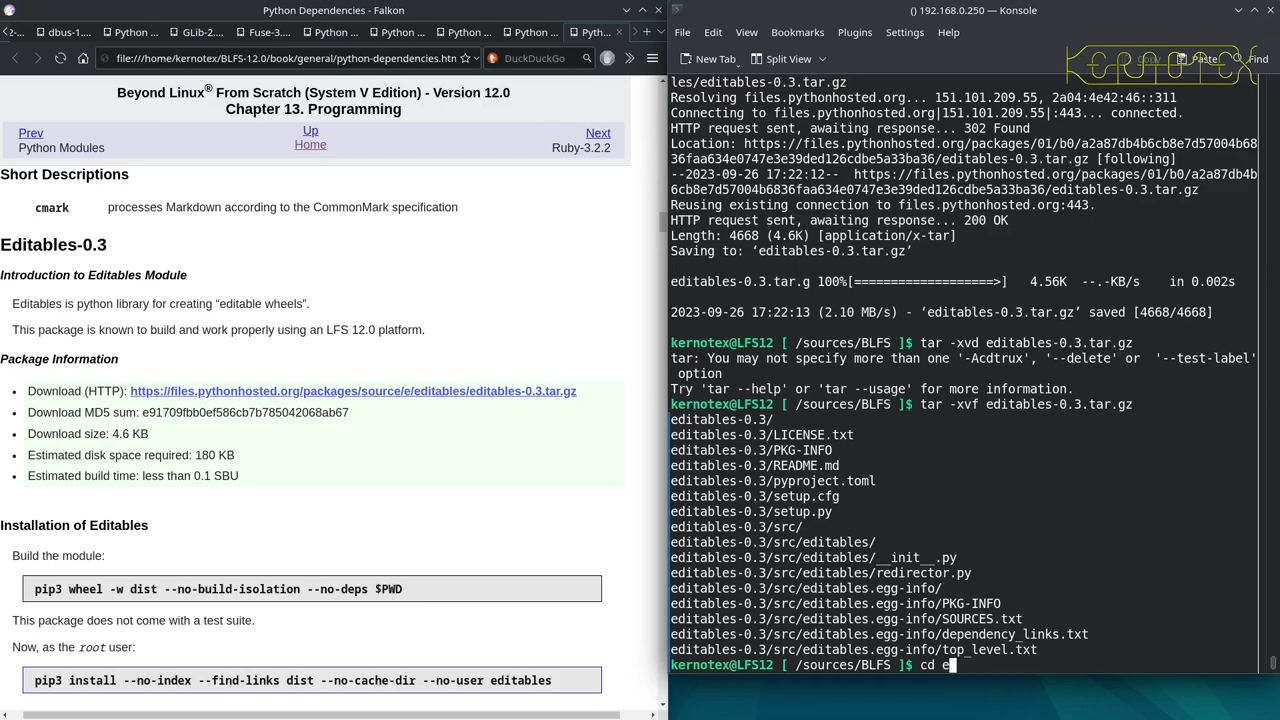 Python Dependencies - Falkon
2-...
dbus-1....
Python ...
GLib-2....
Fuse-3....
Python ...
Python ...
Python ...
Python ...
Pyth...
file:///home/kernotex/BLFS-12.0/book/general/python-dependencies.htn
DuckDuckGo
Beyond Linux® From Scratch (System V Edition) - Version 12.0
Chapter 13. Programming
Prev
Up
Next
Python Modules
Home
Ruby-3.2.2
Short Descriptions
cmark processes Markdown according to the CommonMark specification
Editables-0.3
Introduction to Editables Module
Editables is python library for creating “editable wheels”.
This package is known to build and work properly using an LFS 12.0 platform.
Package Information
• Download (HTTP): https://files.pythonhosted.org/packages/source/e/editables/editables-0.3.tar.gz
• Download MD5 sum: e91709fbb0ef586cb7b785042068ab67
• Download size: 4.6 KB
• Estimated disk space required: 180 KB
• Estimated build time: less than 0.1 SBU
Installation of Editables
Build the module:
pip3 wheel -w dist --no-build-isolation --no-deps $PWD
This package does not come with a test suite.
Now, as the root user:
pip3 install --no-index --find-links dist --no-cache-dir --no-user editables
() 192.168.0.250 — Konsole
File Edit View Bookmarks Plugins Settings Help
New Tab Split View Copy Paste Find
KERNOTEX
les/editables-0.3.tar.gz
Resolving files.pythonhosted.org... 151.101.209.55, 2a04:4e42:46::311
Connecting to files.pythonhosted.org|151.101.209.55|:443... connected.
HTTP request sent, awaiting response... 302 Found
Location: https://files.pythonhosted.org/packages/01/b0/a2a87db4b6cb8e7d57004b68
36faa634e0747e3e39ded126cdbe5a33ba36/editables-0.3.tar.gz [following]
--2023-09-26 17:22:12--  https://files.pythonhosted.org/packages/01/b0/a2a87db4b
6cb8e7d57004b6836faa634e0747e3e39ded126cdbe5a33ba36/editables-0.3.tar.gz
Reusing existing connection to files.pythonhosted.org:443.
HTTP request sent, awaiting response... 200 OK
Length: 4668 (4.6K) [application/x-tar]
Saving to: ‘editables-0.3.tar.gz’
editables-0.3.tar.g 100%[===================>]   4.56K  --.-KB/s    in 0.002s
2023-09-26 17:22:13 (2.10 MB/s) - ‘editables-0.3.tar.gz’ saved [4668/4668]
kernotex@LFS12 [ /sources/BLFS ]$ tar -xvd editables-0.3.tar.gz
tar: You may not specify more than one '-Acdtrux', '--delete' or  '--test-label'
option
Try 'tar --help' or 'tar --usage' for more information.
kernotex@LFS12 [ /sources/BLFS ]$ tar -xvf editables-0.3.tar.gz
editables-0.3/
editables-0.3/LICENSE.txt
editables-0.3/PKG-INFO
editables-0.3/README.md
editables-0.3/pyproject.toml
editables-0.3/setup.cfg
editables-0.3/setup.py
editables-0.3/src/
editables-0.3/src/editables/
editables-0.3/src/editables/__init__.py
editables-0.3/src/editables/redirector.py
editables-0.3/src/editables.egg-info/
editables-0.3/src/editables.egg-info/PKG-INFO
editables-0.3/src/editables.egg-info/SOURCES.txt
editables-0.3/src/editables.egg-info/dependency_links.txt
editables-0.3/src/editables.egg-info/top_level.txt
kernotex@LFS12 [ /sources/BLFS ]$ cd e